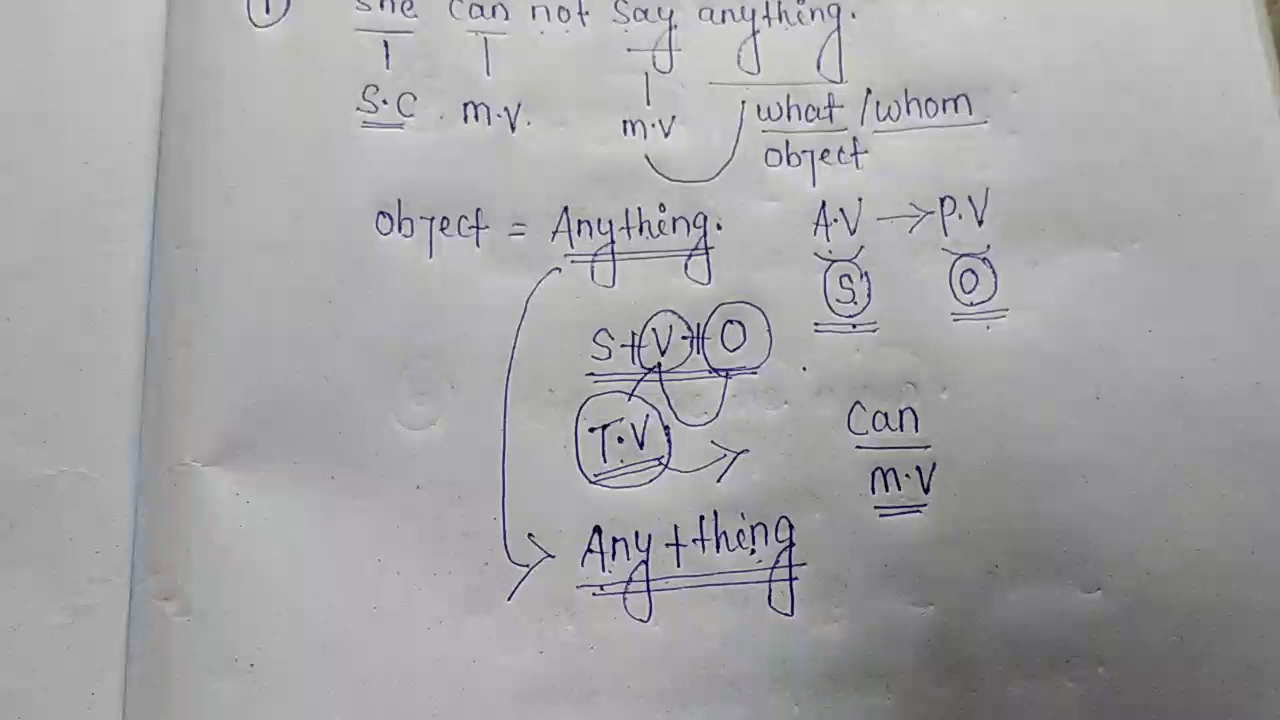 ① She can not say anything.
S.C. m.v. m.v what / whom
object
object = Anything. A.V → P.V
S O
S+V+O
T.V
Can
m.v
Any+thing